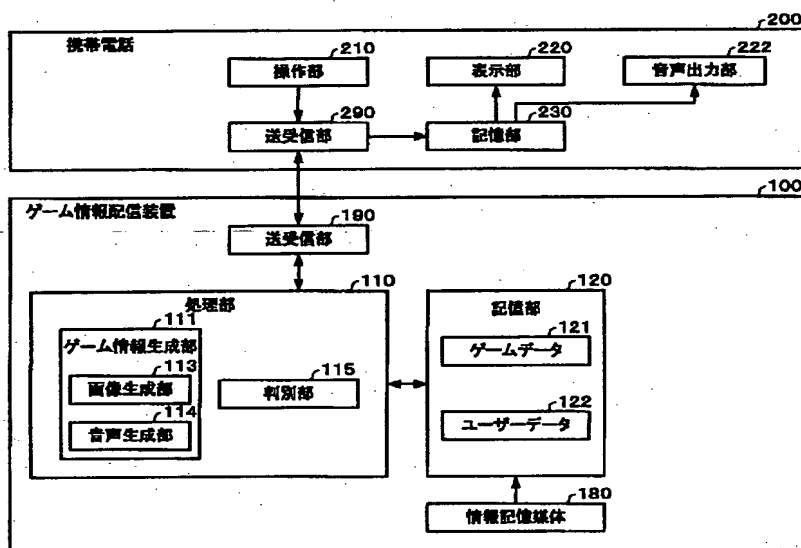 200
携帯電話
210
操作部
220
表示部
222
音声出力部
290
送受信部
230
記憶部
100
ゲーム情報配信装置
190
送受信部
110
処理部
111
ゲーム情報生成部
113
画像生成部
114
音声生成部
115
判別部
120
記憶部
121
ゲームデータ
122
ユーザーデータ
180
情報記憶媒体